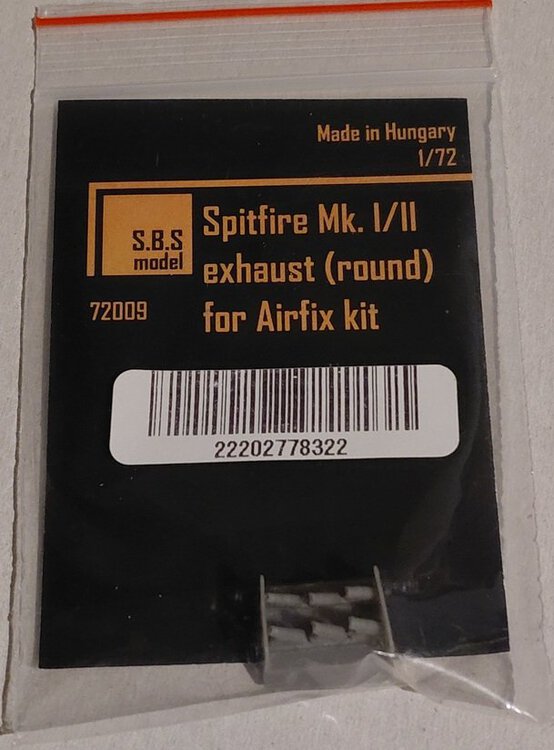 Made in Hungary
1/72
S.B.S
model
Spitfire Mk. I/II
exhaust (round)
for Airfix kit
72009
22202778322